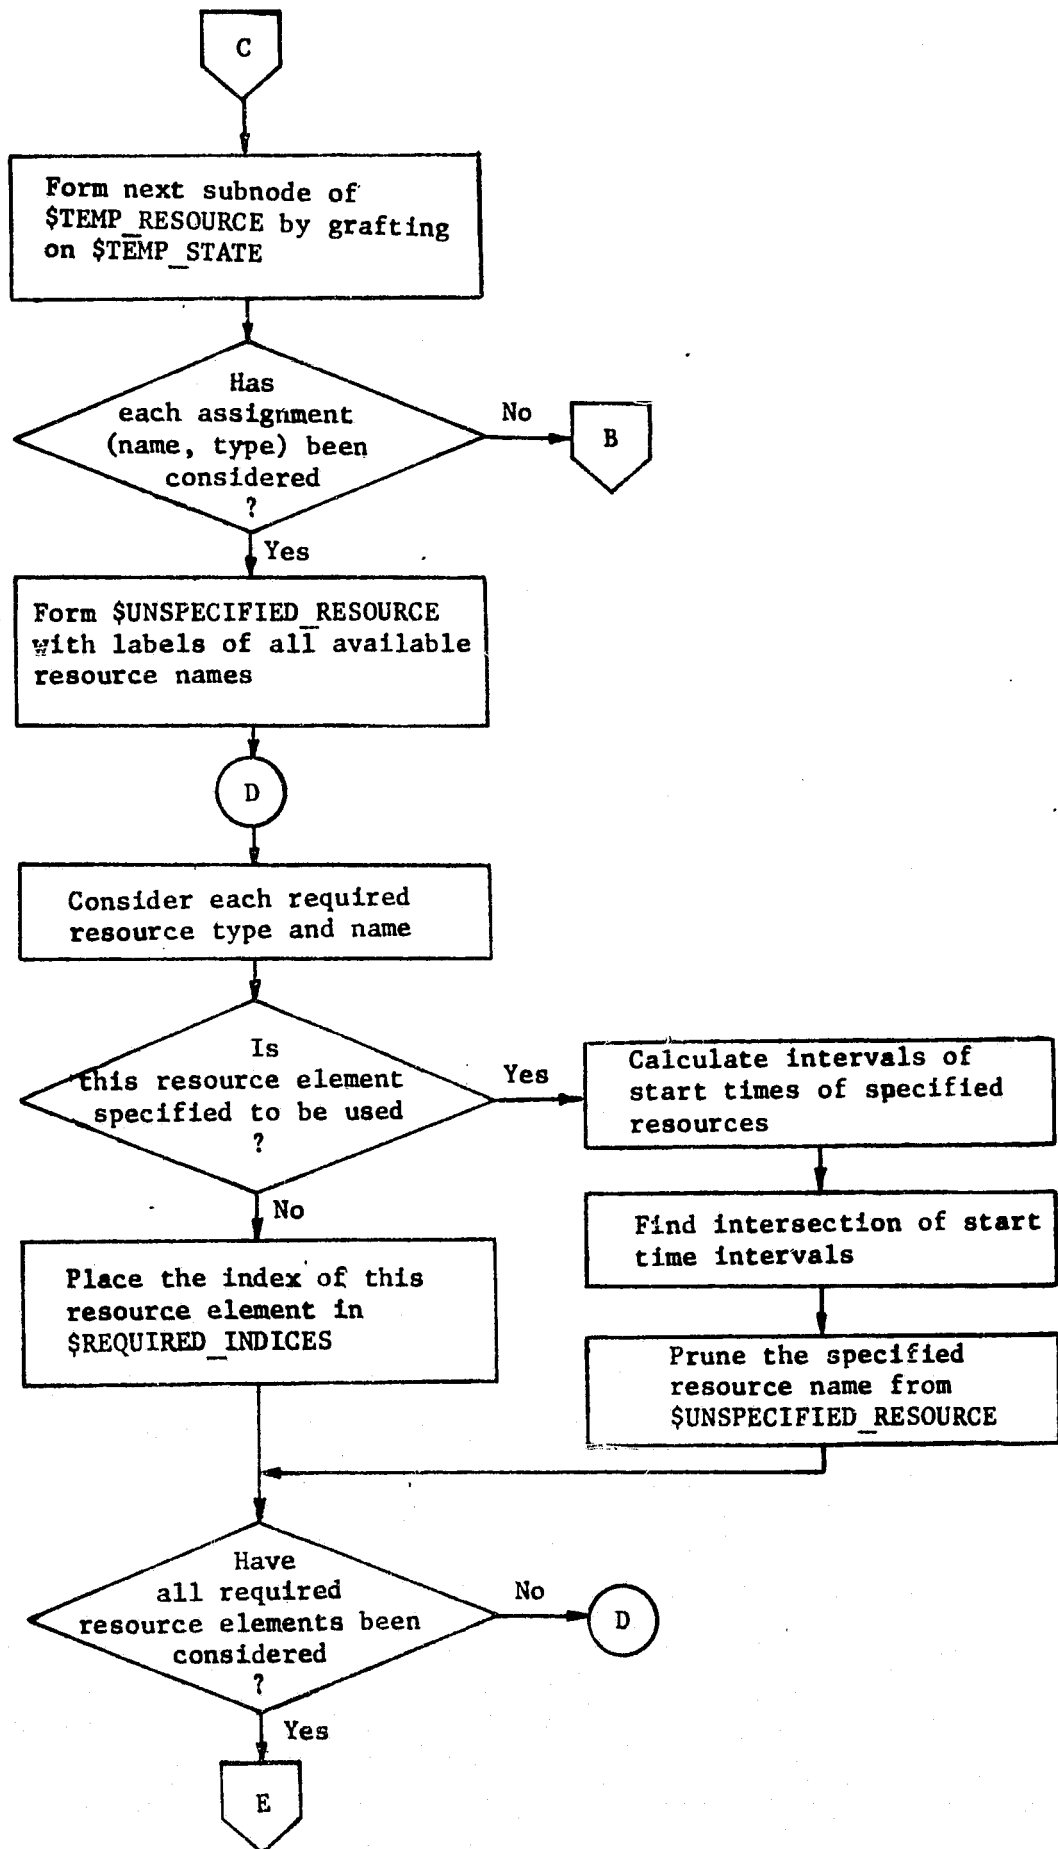 C
Form next subnode of
$TEMP_RESOURCE by grafting
on $TEMP_STATE
Has
each assignment
(name, type) been
considered
?
No
B
Yes
Form $UNSPECIFIED_RESOURCE
with labels of all available
resource names
D
Consider each required
resource type and name
Is
this resource element
specified to be used
?
Yes
Calculate intervals of
start times of specified
resources
Find intersection of start
time intervals
Prune the specified
resource name from
$UNSPECIFIED_RESOURCE
No
Place the index of this
resource element in
$REQUIRED_INDICES
Have
all required
resource elements been
considered
?
No
D
Yes
E